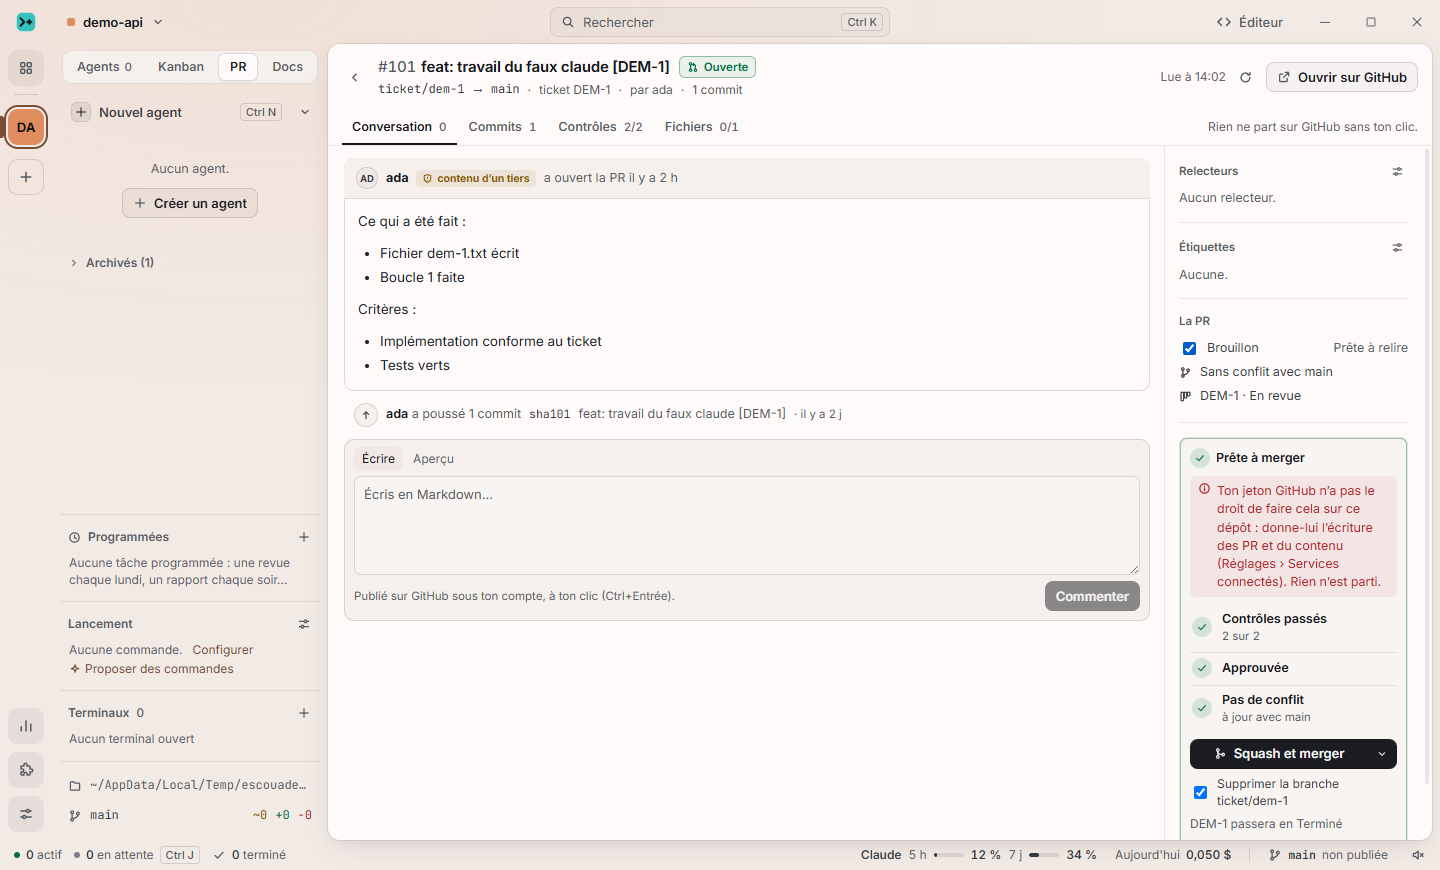 demo-api
Rechercher
Ctrl K
Éditeur
Agents 0
Kanban
PR
Docs
DA
Nouvel agent
Ctrl N
Aucun agent.
Créer un agent
Archivés (1)
Programmées
Aucune tâche programmée : une revue
chaque lundi, un rapport chaque soir…
Lancement
Aucune commande. Configurer
Proposer des commandes
Terminaux 0
Aucun terminal ouvert
~/AppData/Local/Temp/escouade…
main ~0 +0 -0
#101 feat: travail du faux claude [DEM-1]
Ouverte
ticket/dem-1 → main · ticket DEM-1 · par ada · 1 commit
Lue à 14:02
Ouvrir sur GitHub
Conversation 0
Commits 1
Contrôles 2/2
Fichiers 0/1
Rien ne part sur GitHub sans ton clic.
AD
ada
contenu d’un tiers
a ouvert la PR il y a 2 h
Ce qui a été fait :
Fichier dem-1.txt écrit
Boucle 1 faite
Critères :
Implémentation conforme au ticket
Tests verts
ada a poussé 1 commit sha101 feat: travail du faux claude [DEM-1] · il y a 2 j
Écrire
Aperçu
Écris en Markdown…
Publié sur GitHub sous ton compte, à ton clic (Ctrl+Entrée).
Commenter
Relecteurs
Aucun relecteur.
Étiquettes
Aucune.
La PR
Brouillon
Prête à relire
Sans conflit avec main
DEM-1 · En revue
Prête à merger
Ton jeton GitHub n’a pas le
droit de faire cela sur ce
dépôt : donne-lui l’écriture
des PR et du contenu
(Réglages › Services
connectés). Rien n’est parti.
Contrôles passés
2 sur 2
Approuvée
Pas de conflit
à jour avec main
Squash et merger
Supprimer la branche
ticket/dem-1
DEM-1 passera en Terminé
0 actif
0 en attente
Ctrl J
0 terminé
Claude 5 h 12 % 7 j 34 %
Aujourd'hui 0,050 $
main non publiée